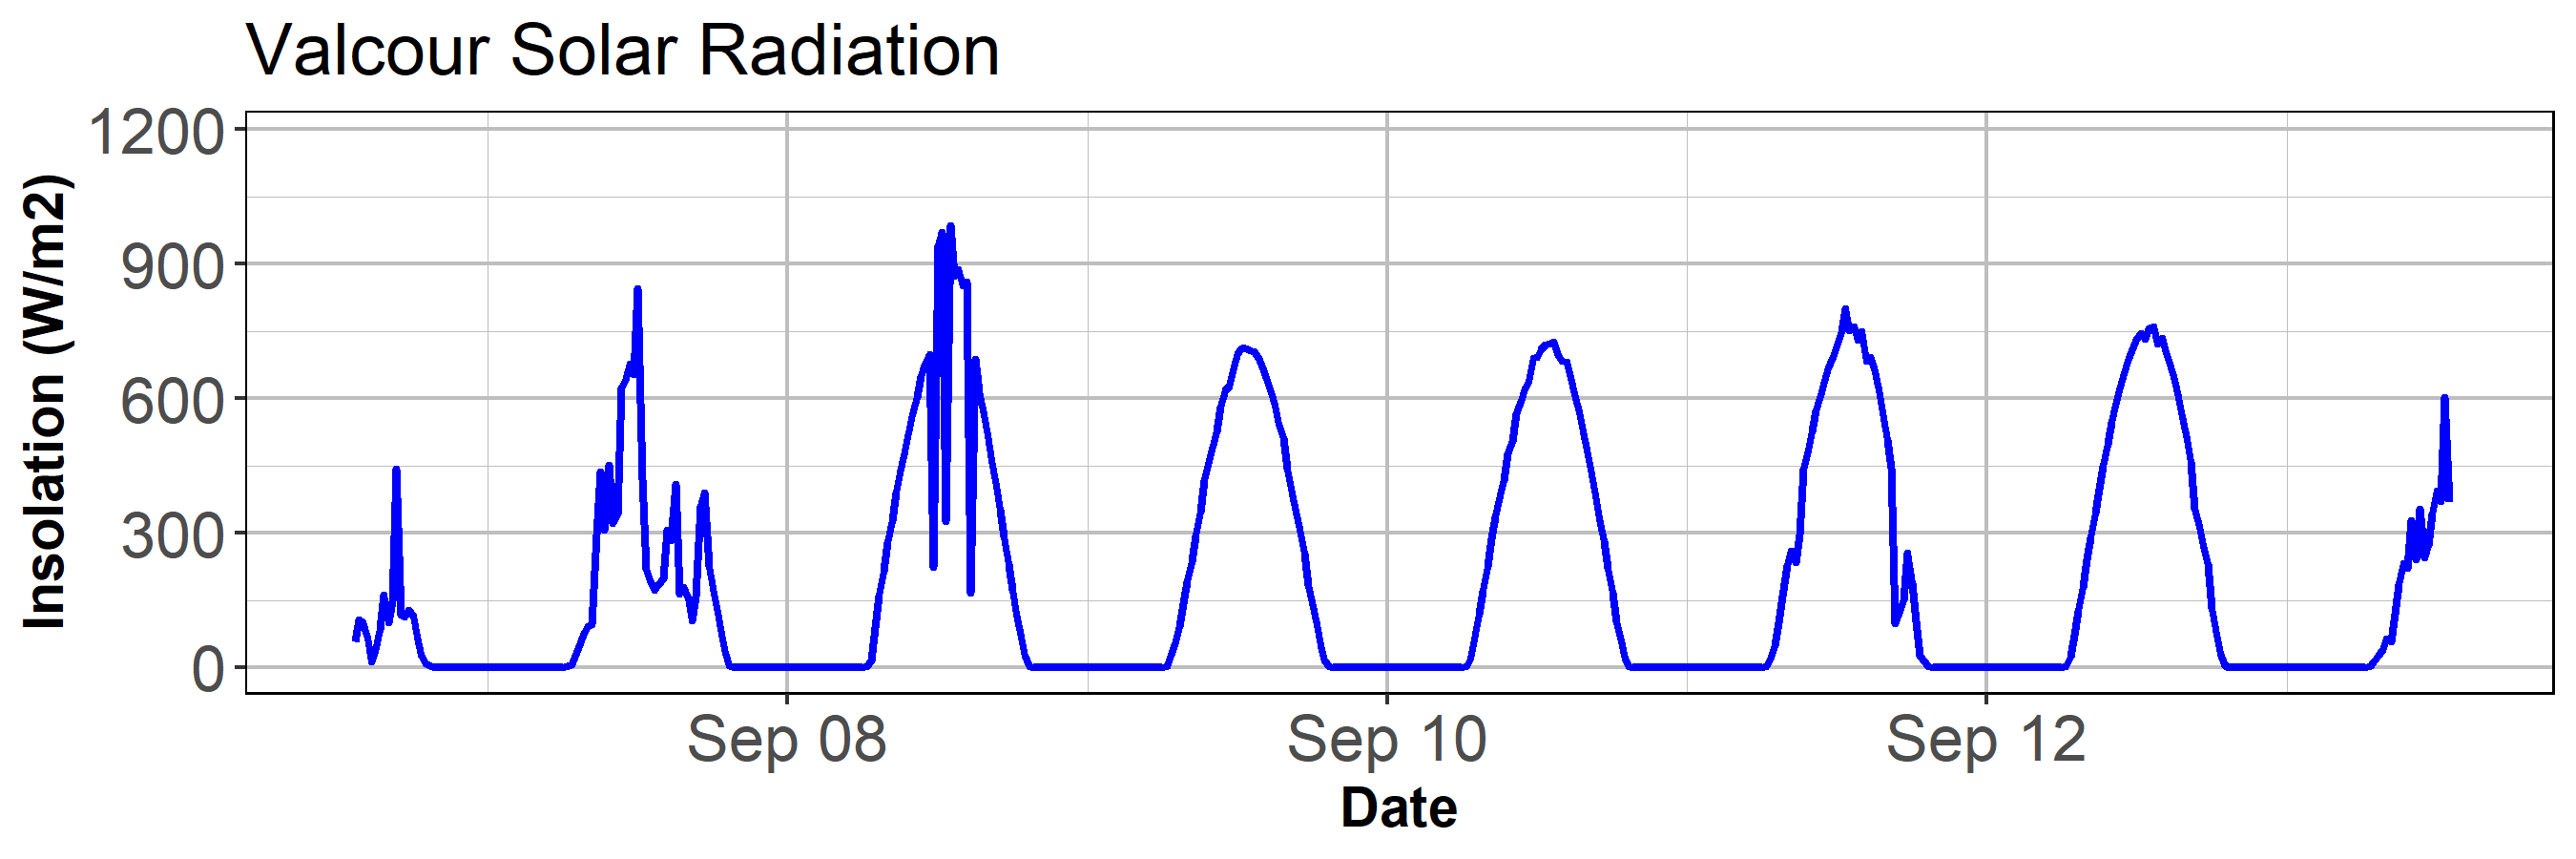 Valcour Solar Radiation
1200
900
600
300
0
Insolation (W/m2)
Sep 08 Sep 10 Sep 12
Date